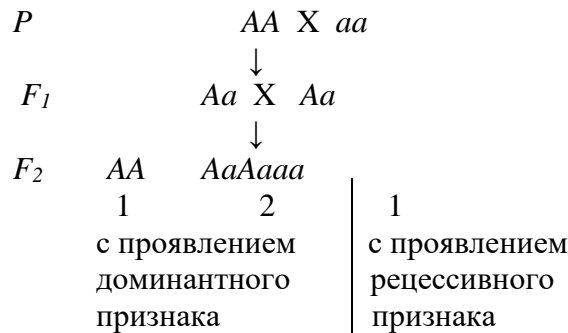 P AA X aa
↓
F1 Aa X Aa
↓
F2 AA AaAaaa
1 2 1
с проявлением с проявлением
доминантного рецессивного
признака признака